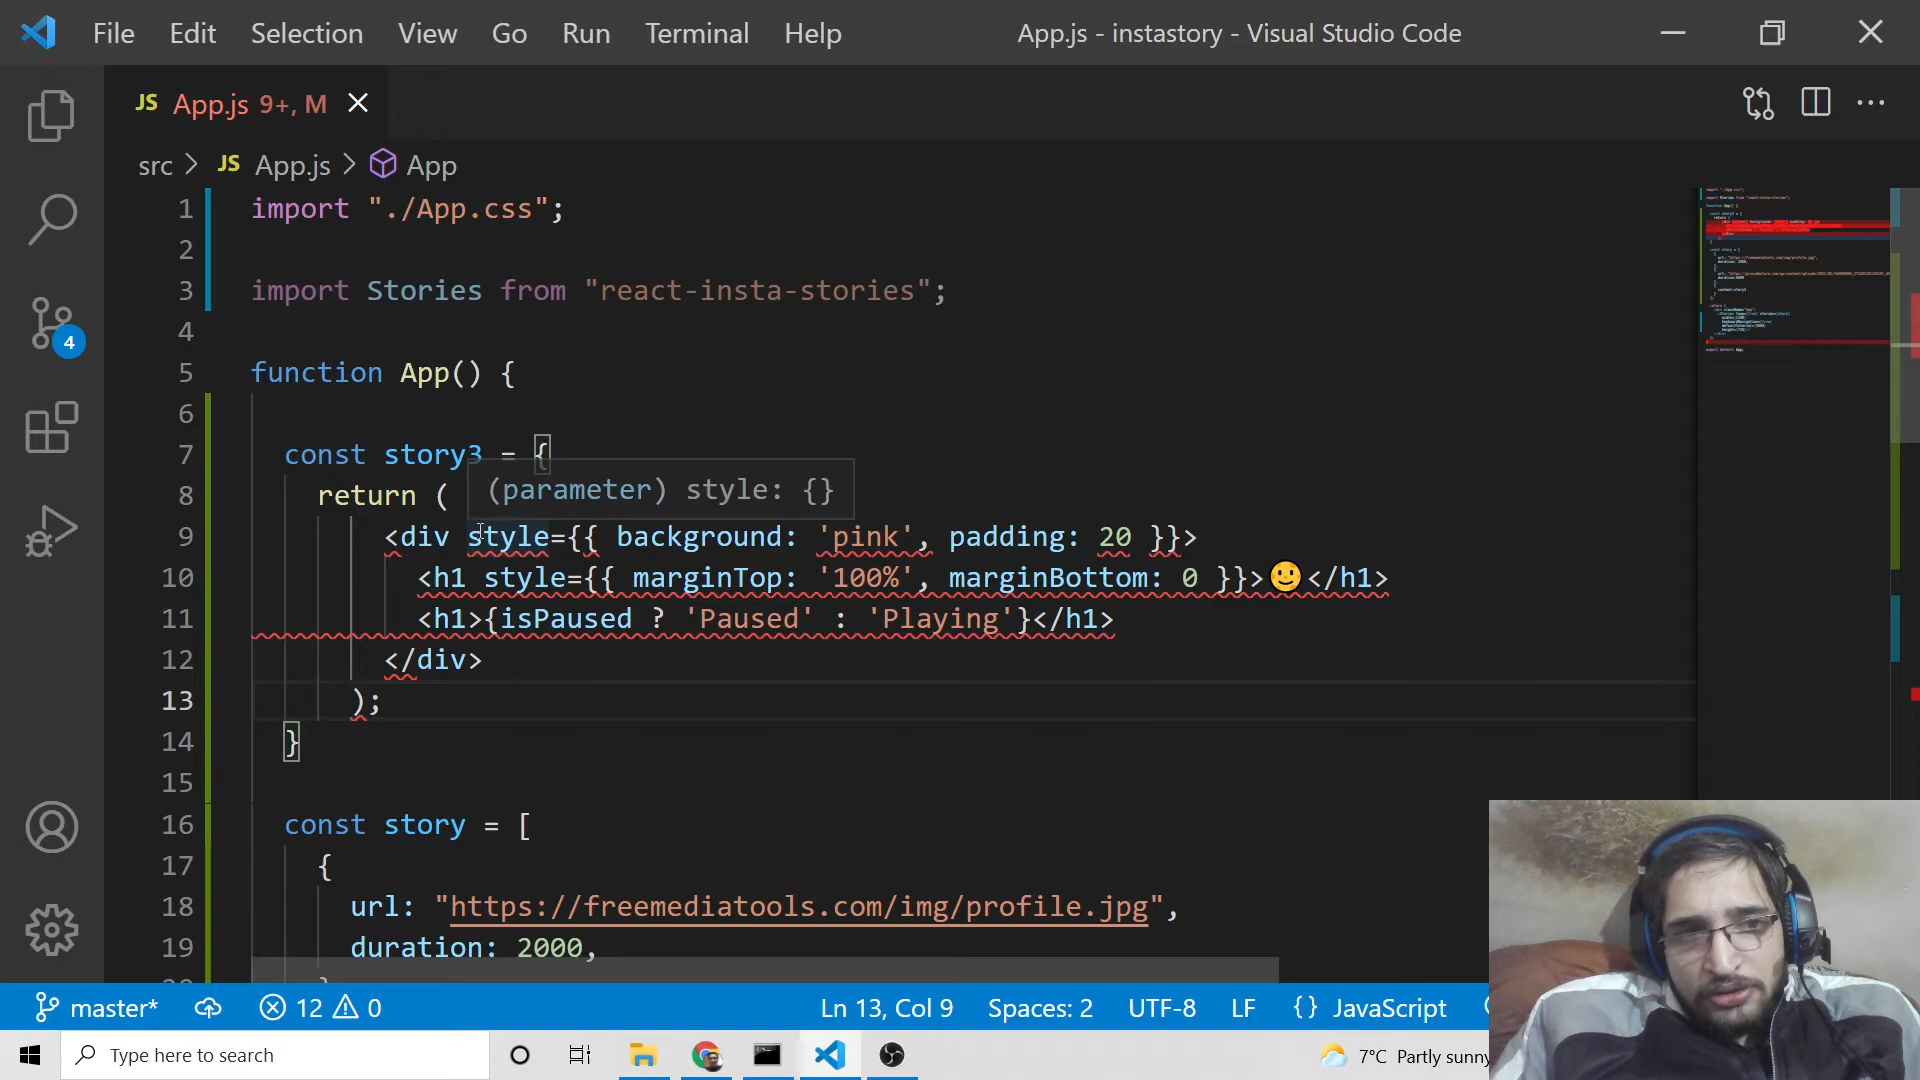 File Edit Selection View Go Run Terminal Help App.js - instastory - Visual Studio Code
JS App.js 9+, M
src > JS App.js > App
1 import "./App.css";
2
3 import Stories from "react-insta-stories";
4
5 function App() {
6
7 const story3 = {
8 return (
(parameter) style: {}
9 <div style={{ background: 'pink', padding: 20 }}>
10 <h1 style={{ marginTop: '100%', marginBottom: 0 }}>🙂</h1>
11 <h1>{isPaused ? 'Paused' : 'Playing'}</h1>
12 </div>
13 );
14 }
15
16 const story = [
17 {
18 url: "https://freemediatools.com/img/profile.jpg",
19 duration: 2000,
4
master* 12 0 Ln 13, Col 9 Spaces: 2 UTF-8 LF {} JavaScript
Type here to search 7°C Partly sunny